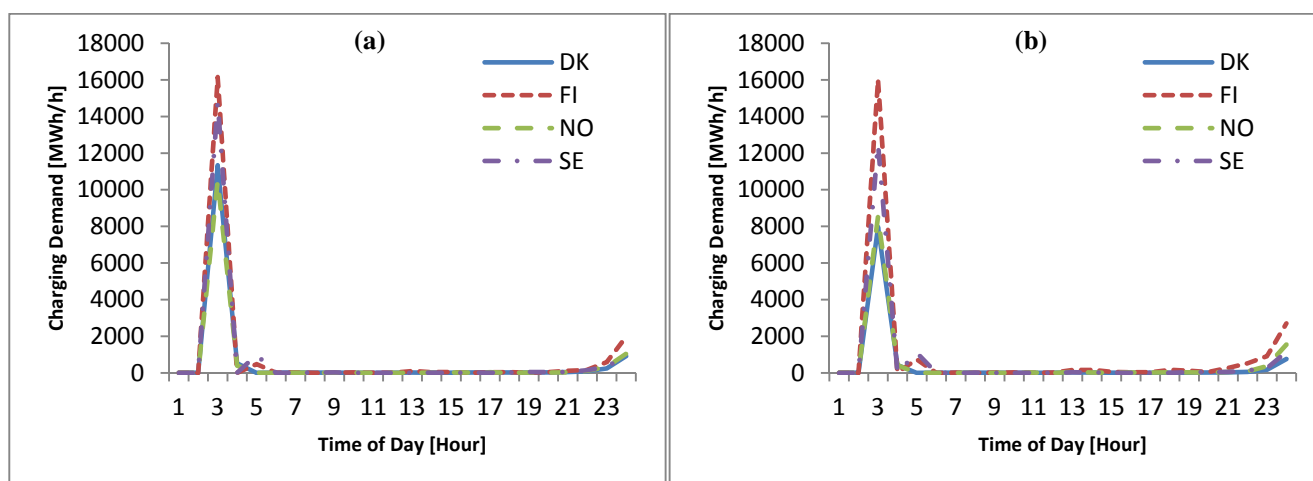 (a)
18000
16000
14000
12000
10000
8000
6000
4000
2000
0
Charging Demand [MWh/h]
DK
FI
NO
SE
1 3 5 7 9 11 13 15 17 19 21 23
Time of Day [Hour]
(b)
18000
16000
14000
12000
10000
8000
6000
4000
2000
0
Charging Demand [MWh/h]
DK
FI
NO
SE
1 3 5 7 9 11 13 15 17 19 21 23
Time of Day [Hour]